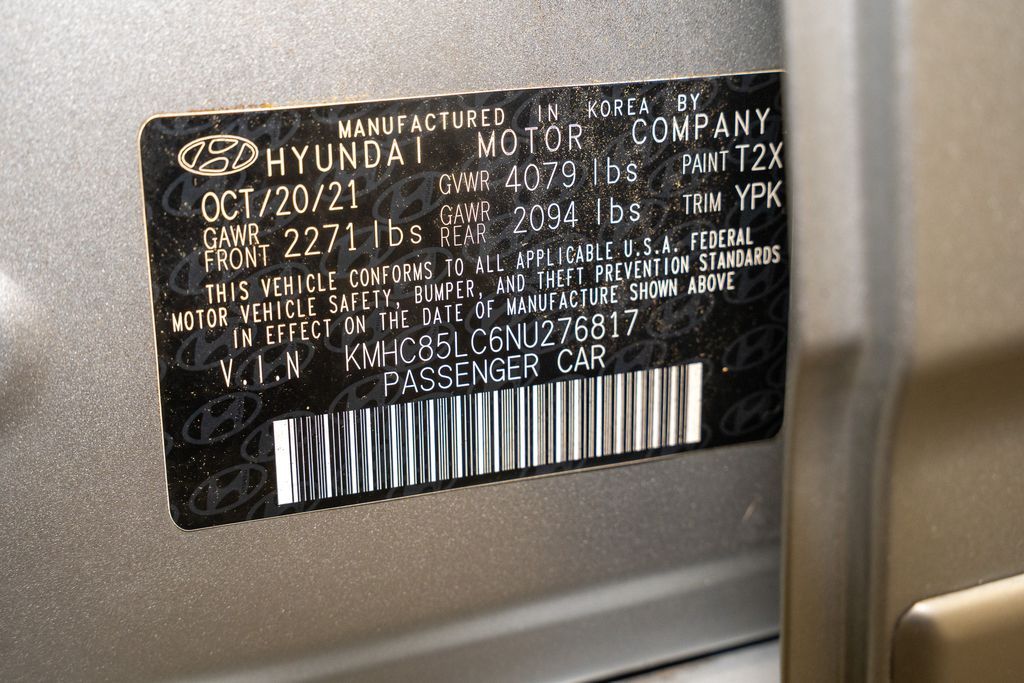 MANUFACTURED IN KOREA BY
HYUNDAI MOTOR COMPANY
OCT/20/21 GVWR 4079 lbs PAINT T2X
GAWR FRONT 2271 lbs GAWR REAR 2094 lbs TRIM YPK
THIS VEHICLE CONFORMS TO ALL APPLICABLE U.S.A. FEDERAL
MOTOR VEHICLE SAFETY, BUMPER, AND THEFT PREVENTION STANDARDS
IN EFFECT ON THE DATE OF MANUFACTURE SHOWN ABOVE
V.I.N KMHC85LC6NU276817
PASSENGER CAR